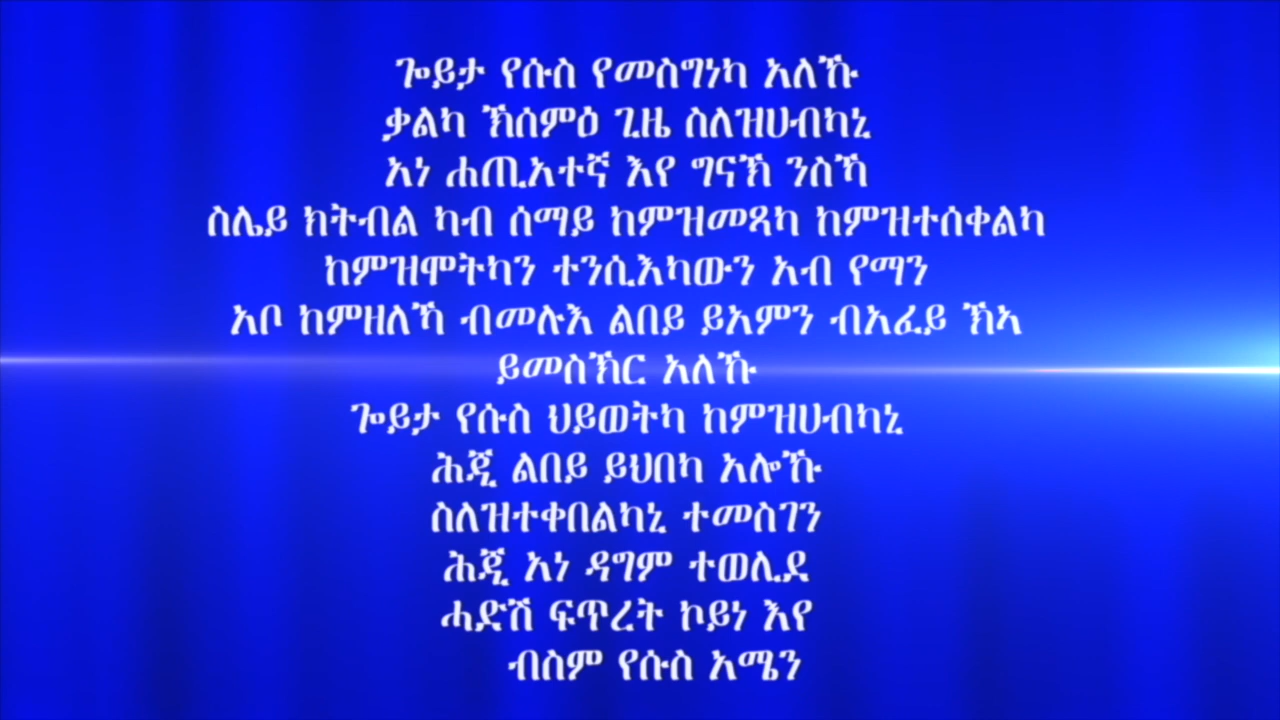 ጐይታ የሱስ የመስግነካ አለኹ
ቃልካ ኽሰምዕ ጊዜ ስለዝሀብካኒ
አነ ሐጢአተኛ እየ ግናኽ ንስኻ
ስሌይ ክትብል ካብ ሰማይ ከምዝመጻካ ከምዝተሰቀልካ
ከምዝሞትካን ተንሲእካውን አብ የማን
አቦ ከምዘለኻ ብመሉእ ልበይ ይአምን ብአፈይ ኽኣ
ይመስኽር አለኹ
ጐይታ የሱስ ህይወትካ ከምዝሀብካኒ
ሕጂ ልበይ ይህበካ አሎኹ
ስለዝተቀበልካኒ ተመስገን
ሕጂ አነ ዳግም ተወሊደ
ሓድሽ ፍጥረት ኮይነ እየ
ብስም የሱስ አሜን